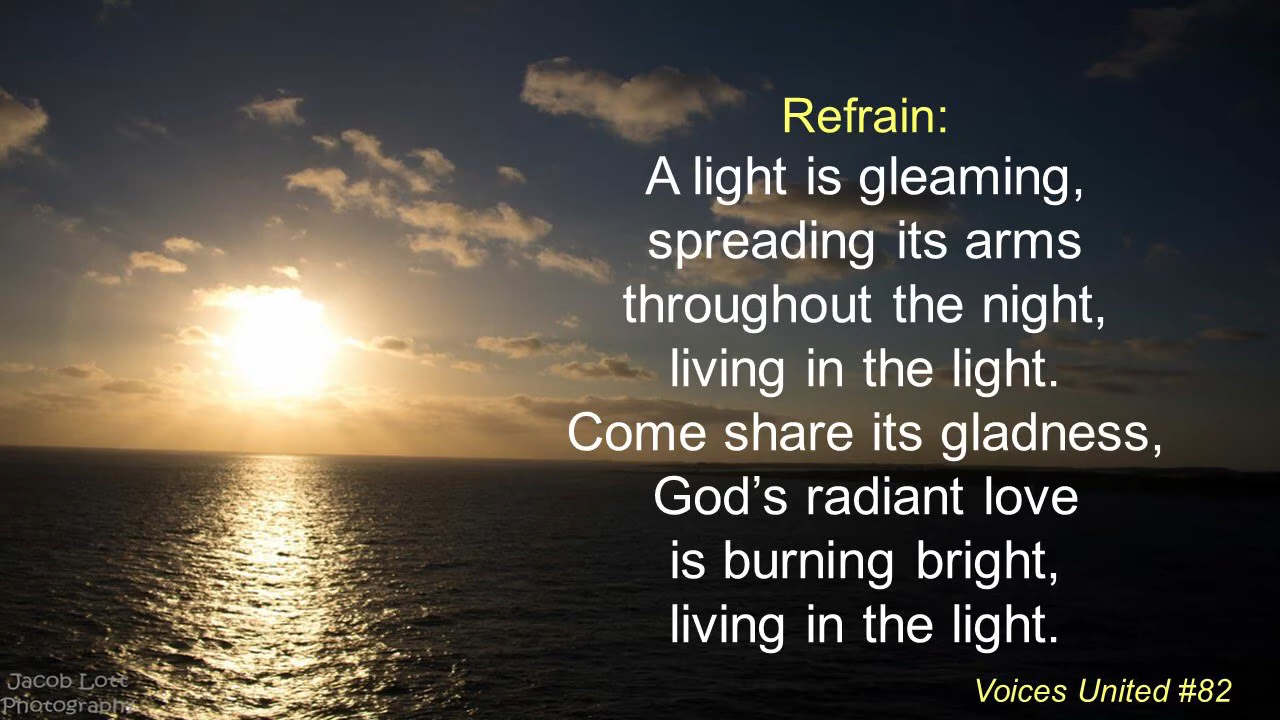 Refrain:
A light is gleaming,
spreading its arms
throughout the night,
living in the light.
Come share its gladness,
God’s radiant love
is burning bright,
living in the light.
Voices United #82
Jacob Lott
Photography